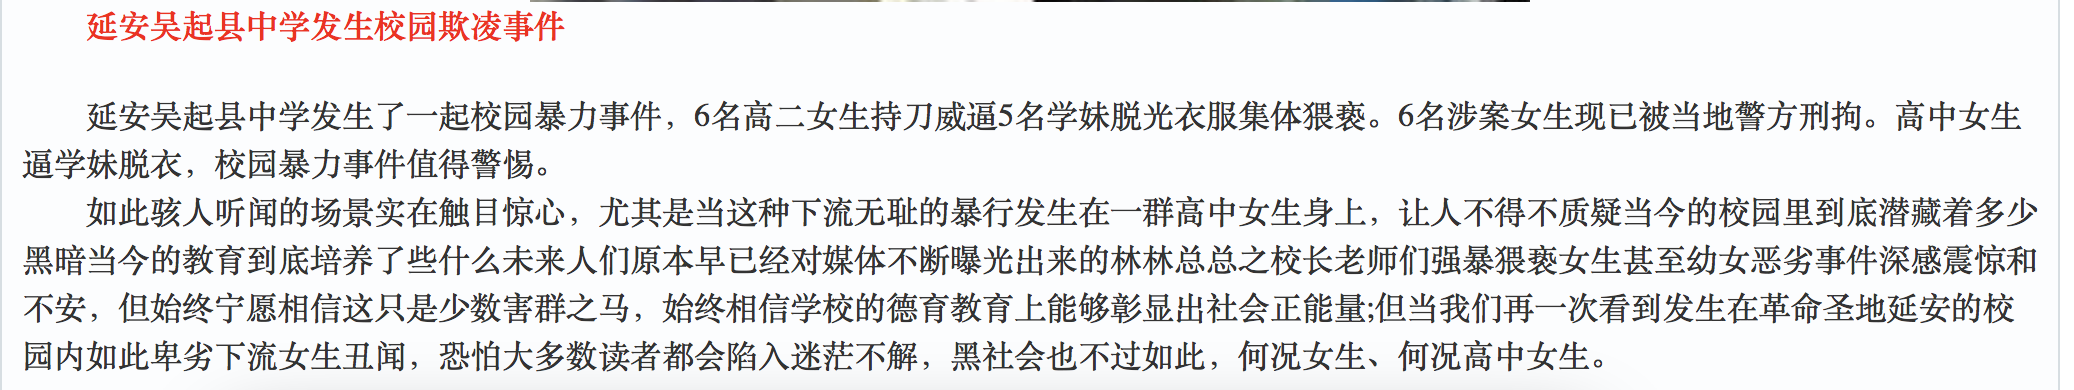 延安吴起县中学发生校园欺凌事件
延安吴起县中学发生了一起校园暴力事件，6名高二女生持刀威逼5名学妹脱光衣服集体猥亵。6名涉案女生现已被当地警方刑拘。高中女生
逼学妹脱衣，校园暴力事件值得警惕。
如此骇人听闻的场景实在触目惊心，尤其是当这种下流无耻的暴行发生在一群高中女生身上，让人不得不质疑当今的校园里到底潜藏着多少
黑暗当今的教育到底培养了些什么未来人们原本早已经对媒体不断曝光出来的林林总总之校长老师们强暴猥亵女生甚至幼女恶劣事件深感震惊和
不安，但始终宁愿相信这只是少数害群之马，始终相信学校的德育教育上能够彰显出社会正能量;但当我们再一次看到发生在革命圣地延安的校
园内如此卑劣下流女生丑闻，恐怕大多数读者都会陷入迷茫不解，黑社会也不过如此，何况女生、何况高中女生。